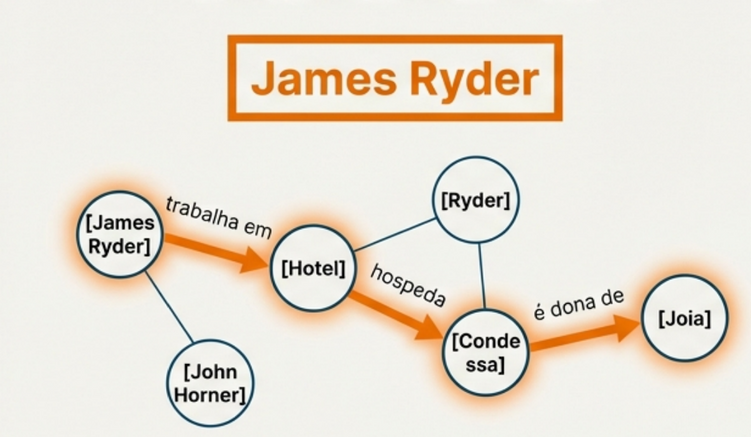 James Ryder
[Ryder]
[James
Ryder]
trabalha em
[Hotel]
hospeda
é dona de
[Joia]
[Conde
ssa]
[John
Horner]